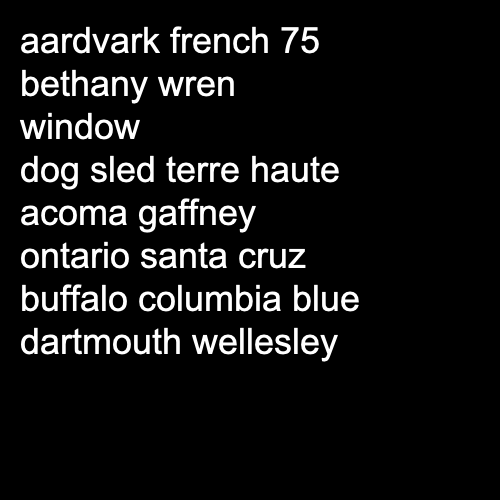 aardvark french 75
bethany wren
window
dog sled terre haute
acoma gaffney
ontario santa cruz
buffalo columbia blue
dartmouth wellesley